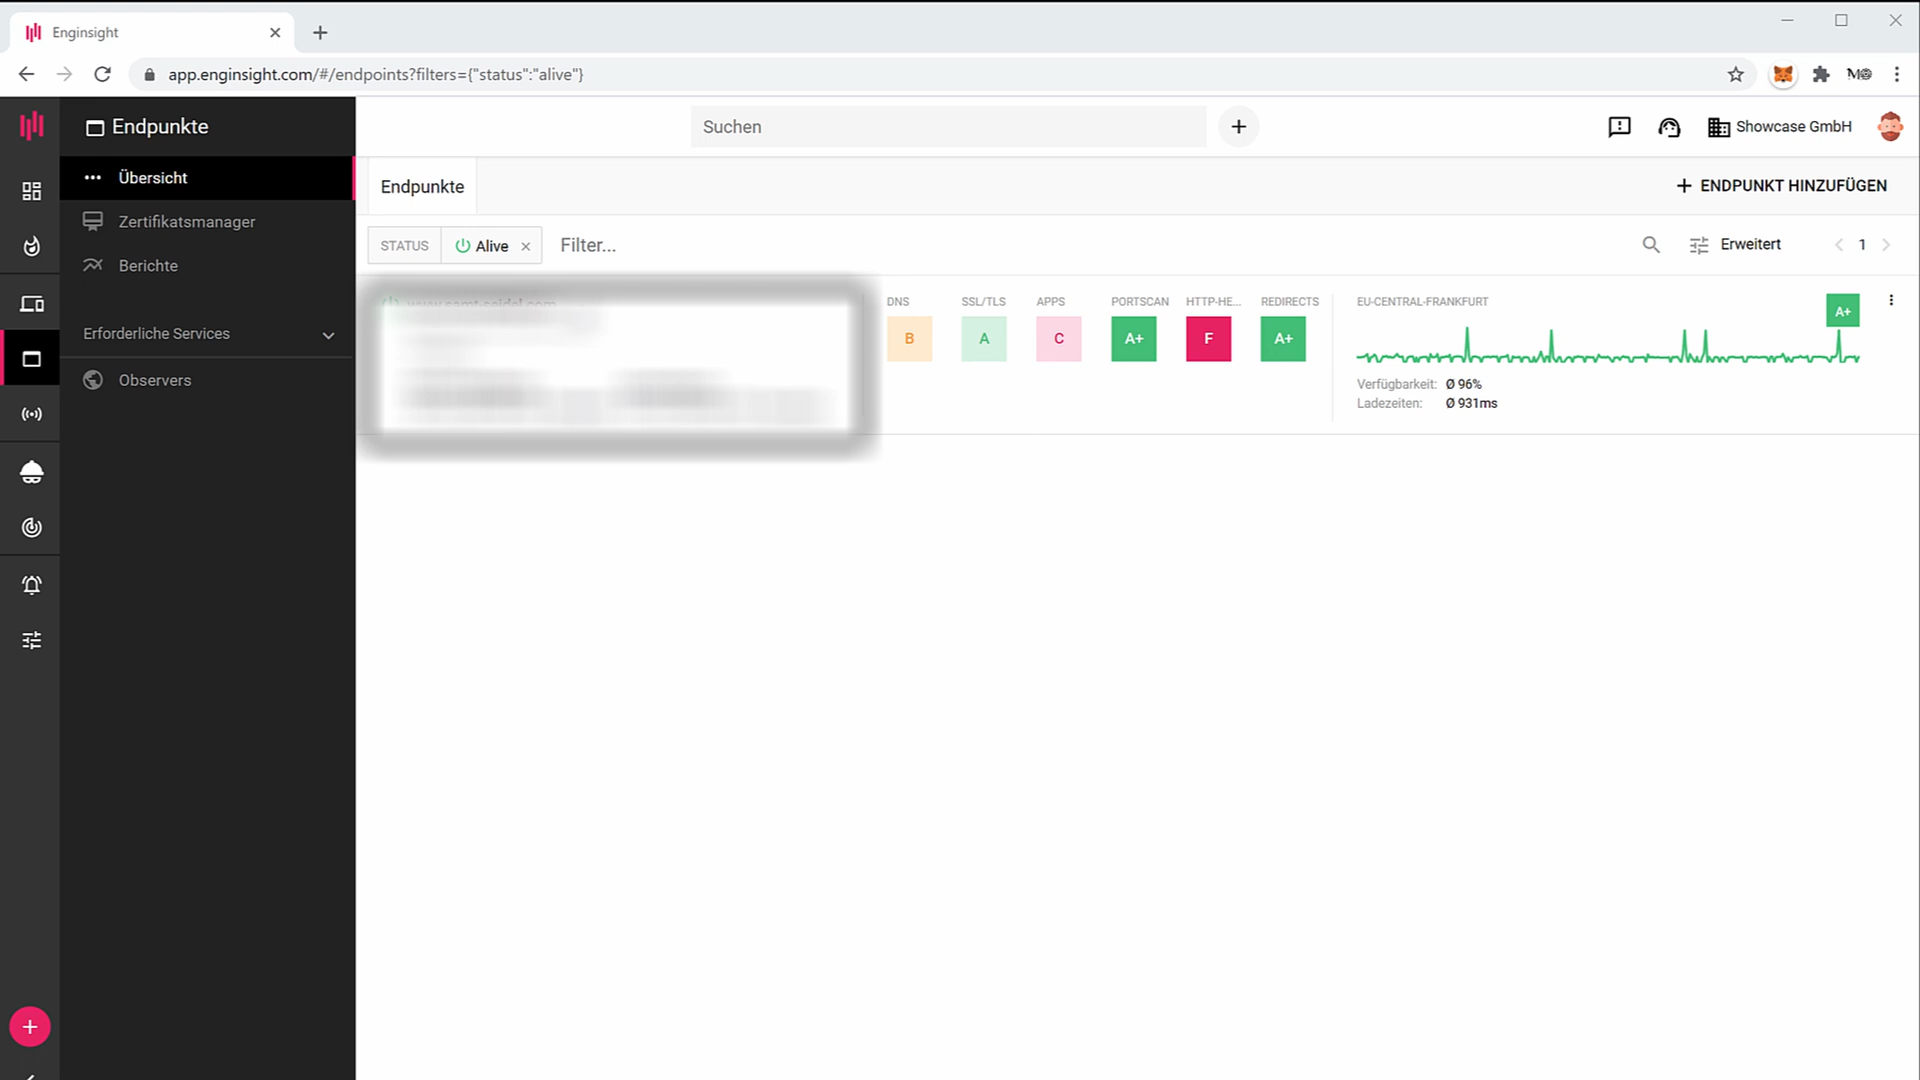 Enginsight
app.enginsight.com/#/endpoints?filters={"status":"alive"}
Endpunkte
Suchen
Showcase GmbH
Übersicht
Zertifikatsmanager
Berichte
Erforderliche Services
Observers
Endpunkte
ENDPUNKT HINZUFÜGEN
STATUS
Alive
Filter...
Erweitert
1
DNS
SSL/TLS
APPS
PORTSCAN
HTTP-HE...
REDIRECTS
B
A
C
A+
F
A+
EU-CENTRAL-FRANKFURT
A+
Verfügbarkeit: Ø 96%
Ladezeiten: Ø 931ms